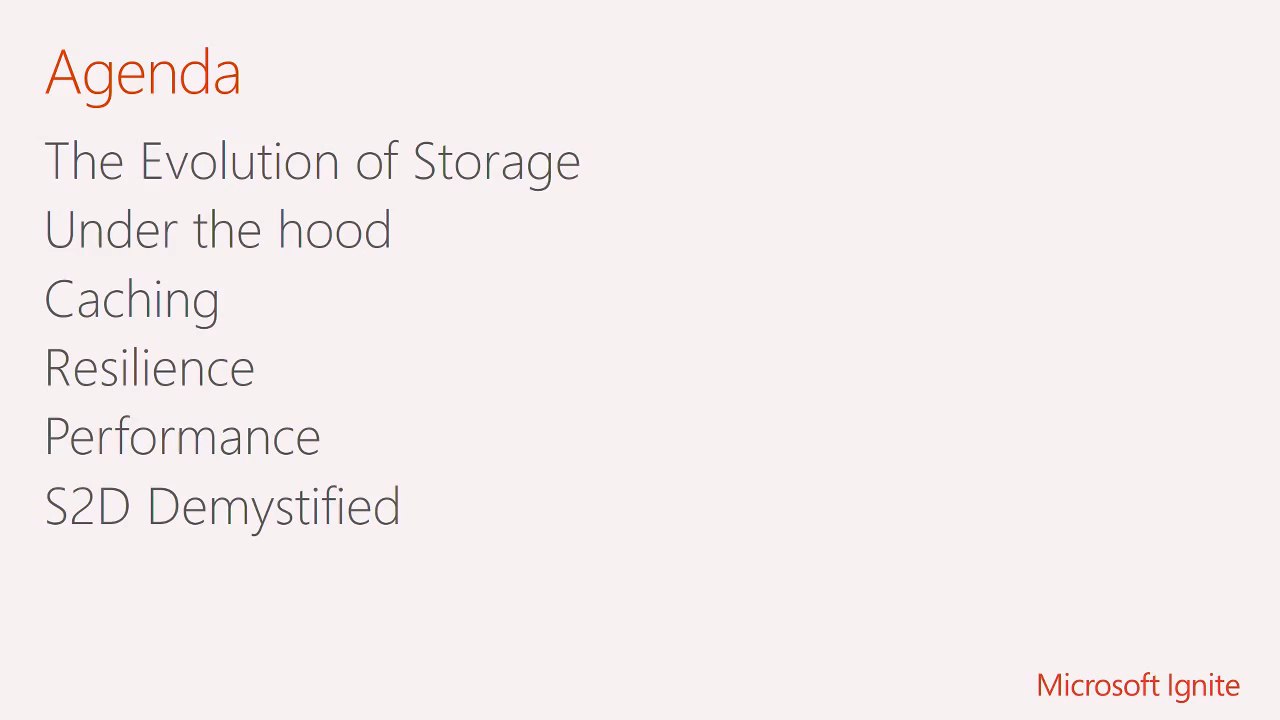 Agenda
The Evolution of Storage
Under the hood
Caching
Resilience
Performance
S2D Demystified
Microsoft Ignite